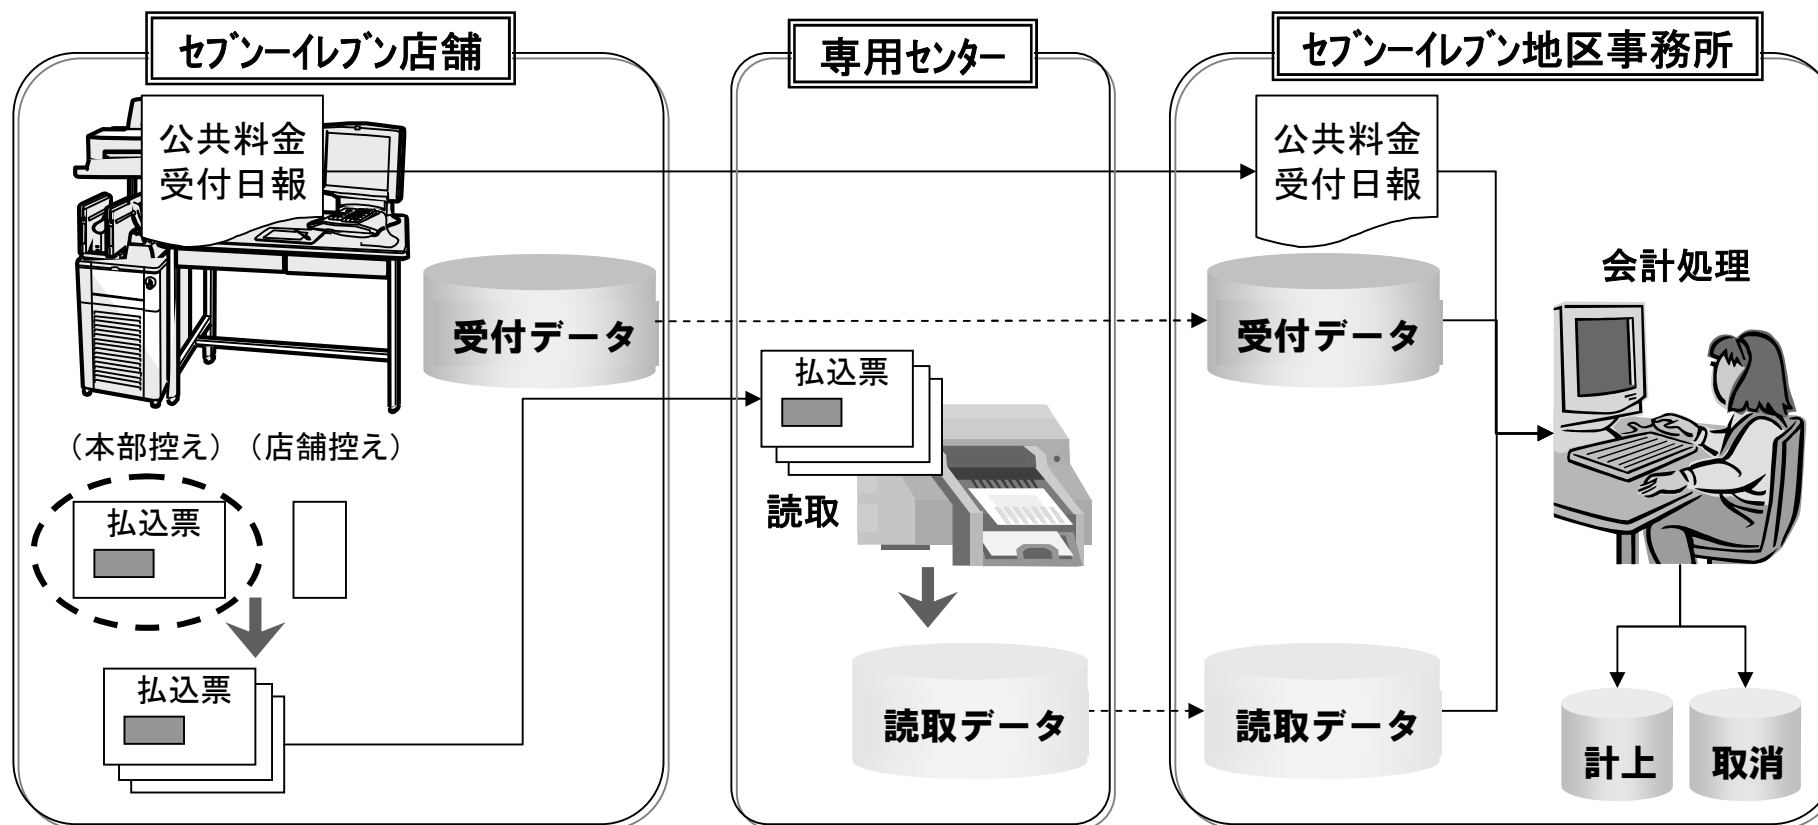 セブンーイレブン店舗
専用センター
セブンーイレブン地区事務所
公共料金
受付日報
公共料金
受付日報
会計処理
受付データ
受付データ
払込票
（本部控え）（店舗控え）
払込票
読取
払込票
読取データ
読取データ
計上
取消